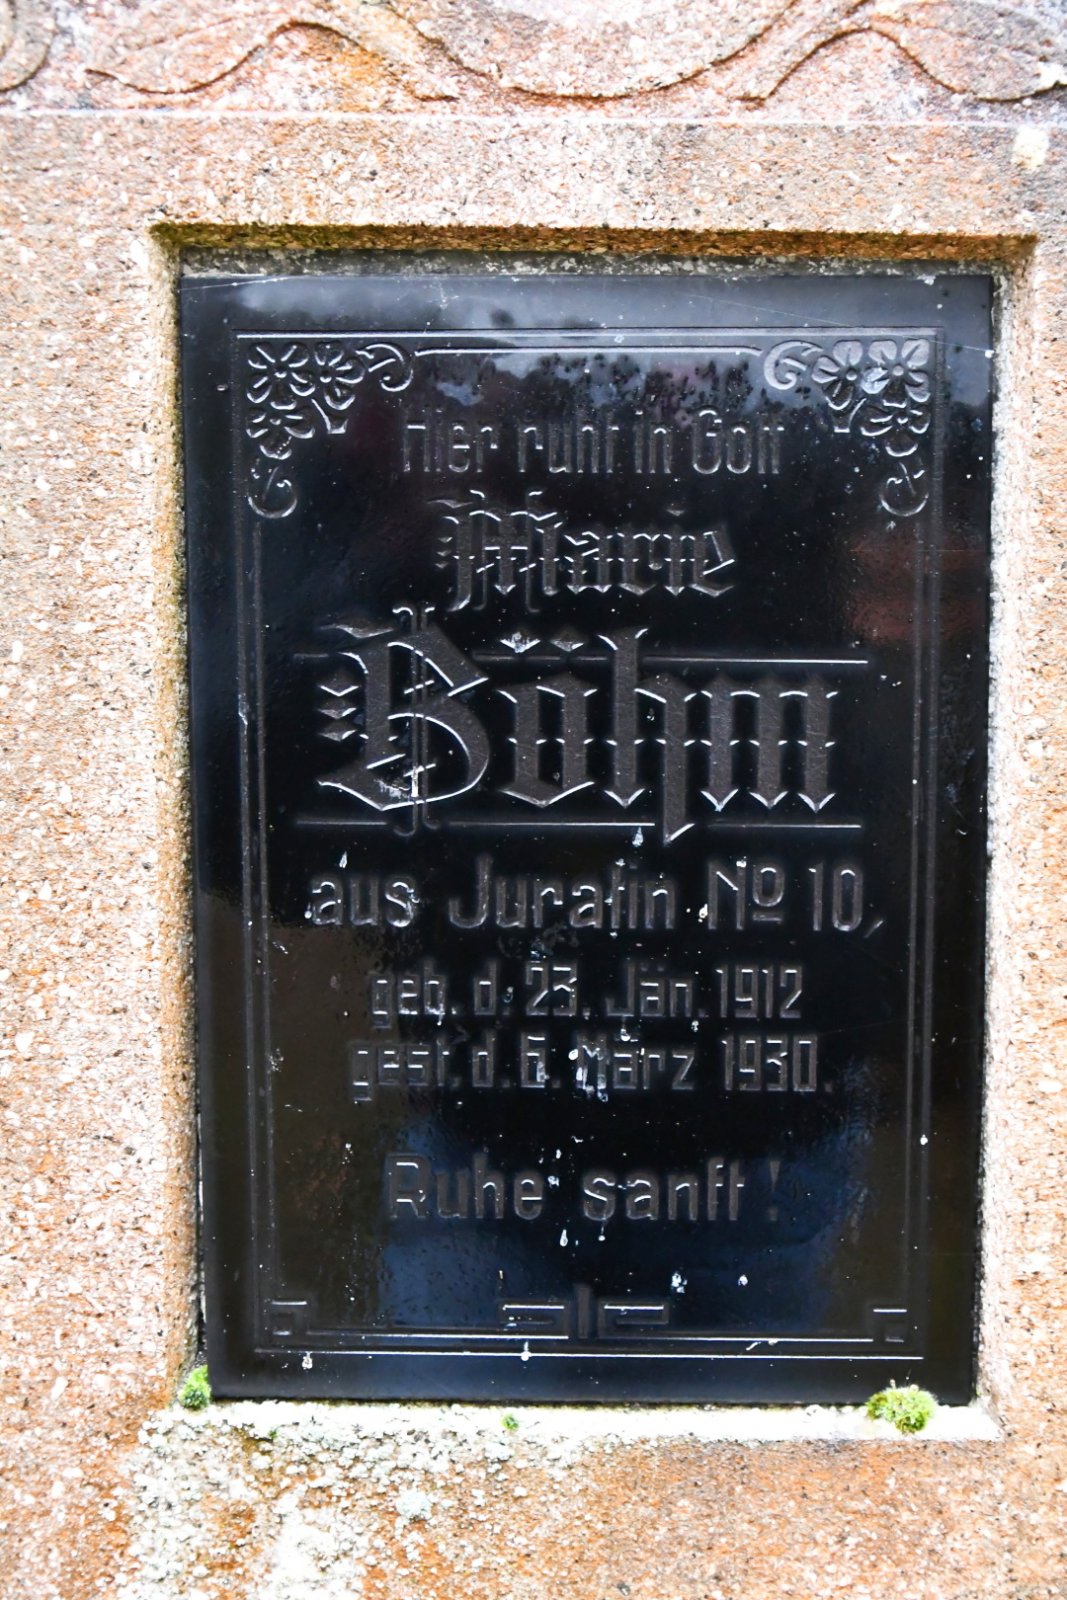 Hier ruht in Gott
Marie
Böhm
aus Juratin № 10,
geb. d. 23. Jän. 1912
gest. d. 6. März 1930.
Ruhe sanft!